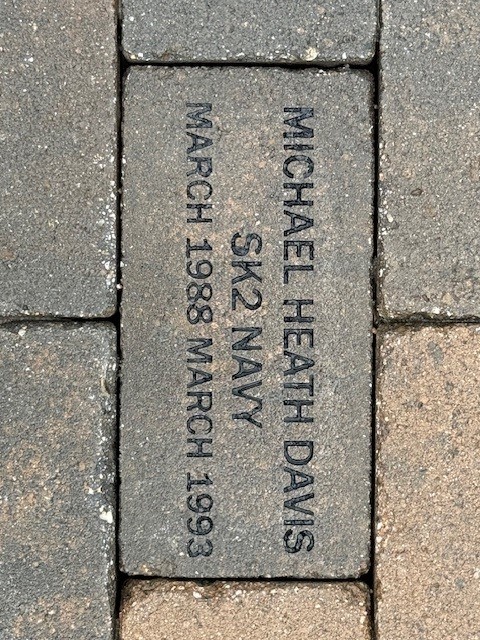 MICHAEL HEATH DAVIS
SK2 NAVY
MARCH 1988 MARCH 1993